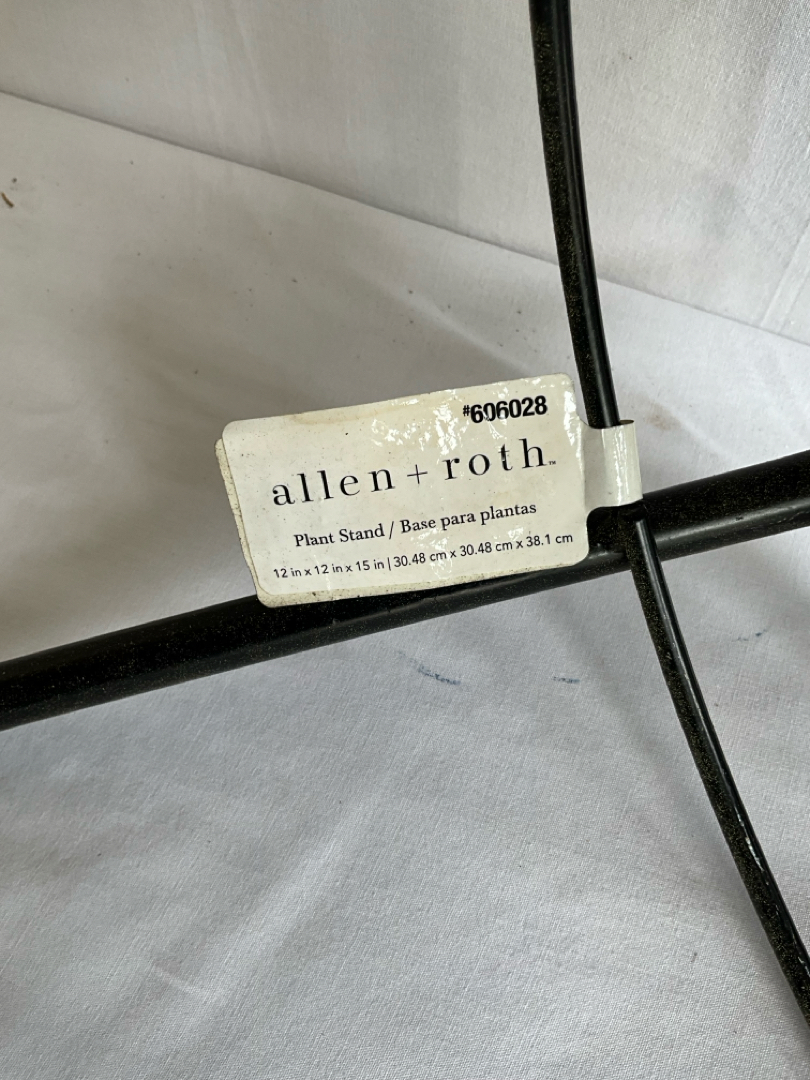 #606028
allen + roth™
Plant Stand / Base para plantas
12 in x 12 in x 15 in | 30.48 cm x 30.48 cm x 38.1 cm